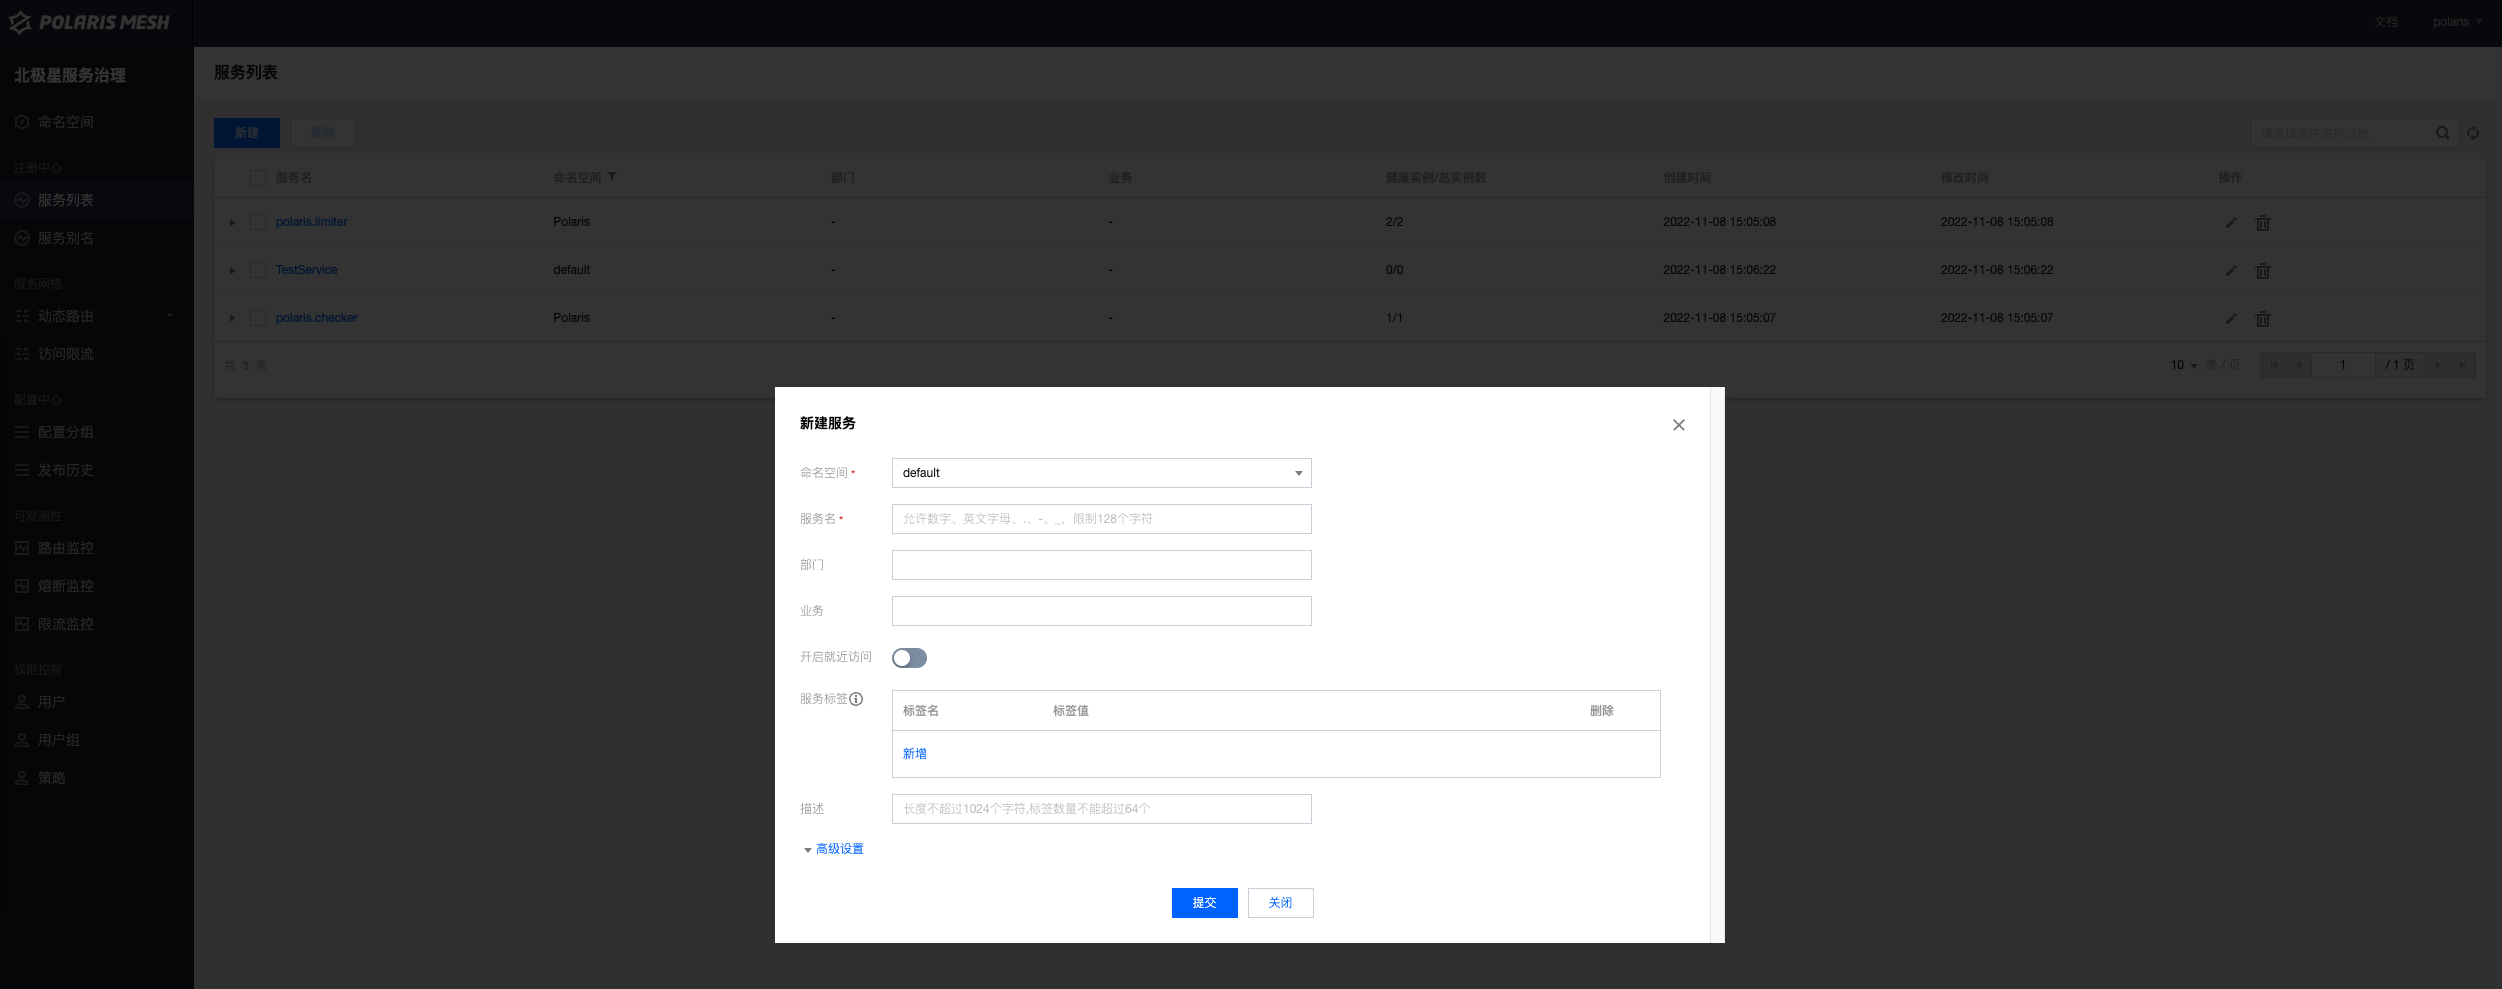 POLARIS MESH
文档
polaris
北极星服务治理
命名空间
注册中心
服务列表
服务别名
服务网格
动态路由
访问限流
配置中心
配置分组
发布历史
可观测性
路由监控
熔断监控
限流监控
权限控制
用户
用户组
策略
服务列表
新建 删除
请选择条件进行过滤
服务名 命名空间 部门 业务 健康实例/总实例数 创建时间 修改时间 操作
polaris.limiter Polaris - - 2/2 2022-11-08 15:05:08 2022-11-08 15:05:08
TestService default - - 0/0 2022-11-08 15:06:22 2022-11-08 15:06:22
polaris.checker Polaris - - 1/1 2022-11-08 15:05:07 2022-11-08 15:05:07
共 3 条 10 条 / 页 1 / 1 页
新建服务
命名空间 * default
服务名 * 允许数字、英文字母、.、-、_，限制128个字符
部门
业务
开启就近访问
服务标签
标签名 标签值 删除
新增
描述 长度不超过1024个字符,标签数量不能超过64个
高级设置
提交 关闭